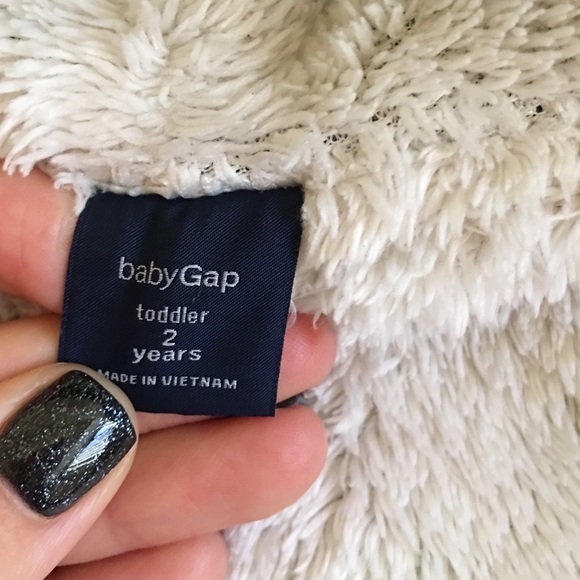 babyGap
toddler
2
years
MADE IN VIETNAM